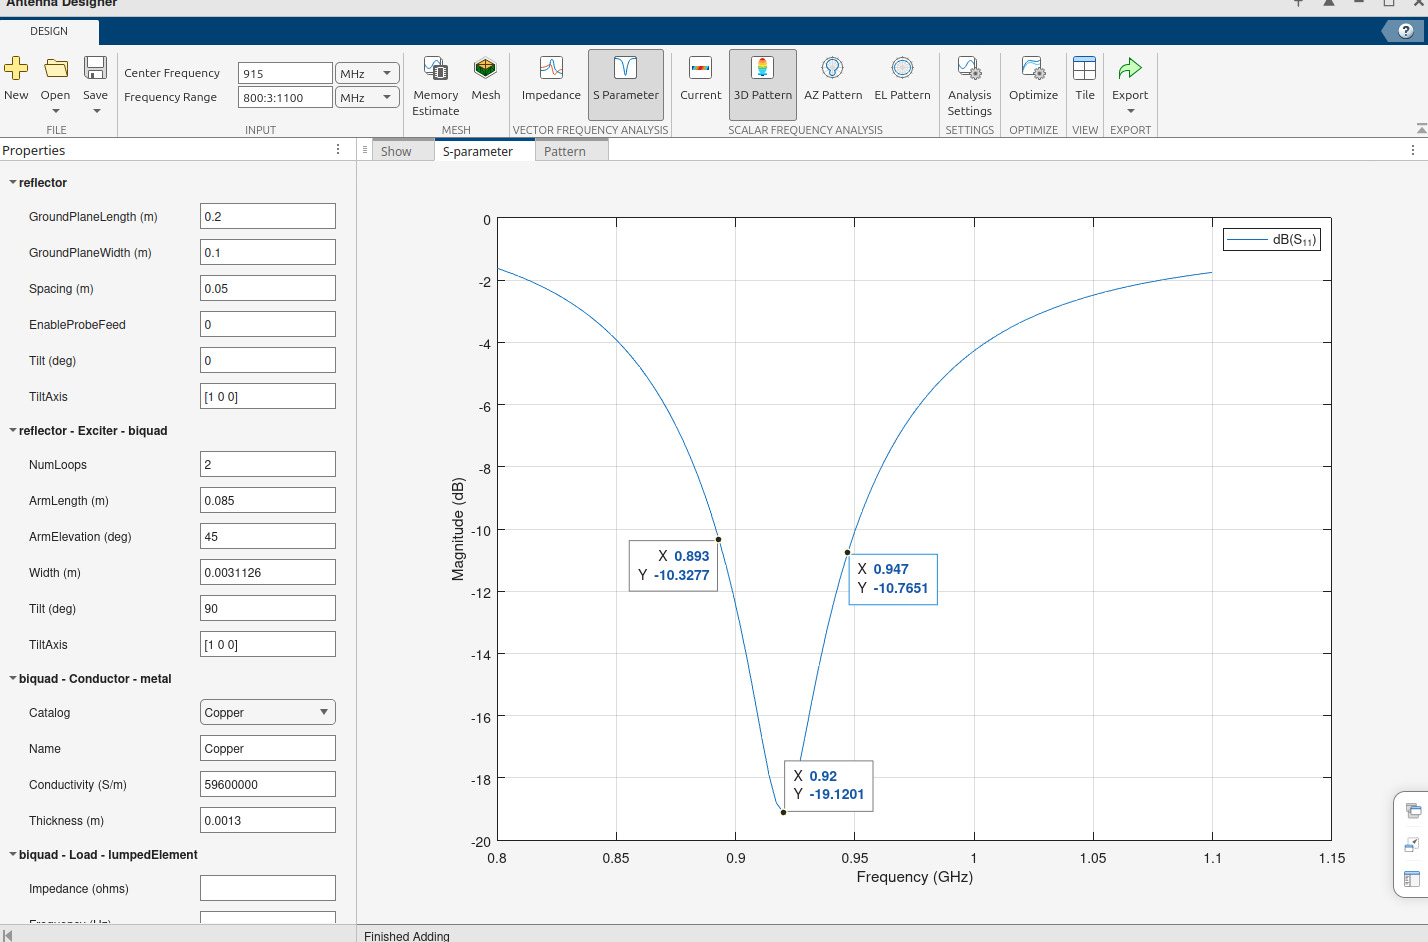 Antenna Designer
DESIGN
?
New
Open
Save
FILE
Center Frequency 915 MHz
Frequency Range 800:3:1100 MHz
INPUT
Memory
Estimate
Mesh
MESH
Impedance
S Parameter
VECTOR FREQUENCY ANALYSIS
Current
3D Pattern
AZ Pattern
EL Pattern
SCALAR FREQUENCY ANALYSIS
Analysis
Settings
SETTINGS
Optimize
OPTIMIZE
Tile
VIEW
Export
EXPORT
Properties
reflector
GroundPlaneLength (m) 0.2
GroundPlaneWidth (m) 0.1
Spacing (m) 0.05
EnableProbeFeed 0
Tilt (deg) 0
TiltAxis [1 0 0]
reflector - Exciter - biquad
NumLoops 2
ArmLength (m) 0.085
ArmElevation (deg) 45
Width (m) 0.0031126
Tilt (deg) 90
TiltAxis [1 0 0]
biquad - Conductor - metal
Catalog Copper
Name Copper
Conductivity (S/m) 59600000
Thickness (m) 0.0013
biquad - Load - lumpedElement
Impedance (ohms)
Frequency (Hz)
Show
S-parameter
Pattern
dB(S11)
0
-2
-4
-6
-8
-10
-12
-14
-16
-18
-20
Magnitude (dB)
X 0.893
Y -10.3277
X 0.947
Y -10.7651
X 0.92
Y -19.1201
0.8 0.85 0.9 0.95 1 1.05 1.1 1.15
Frequency (GHz)
Finished Adding